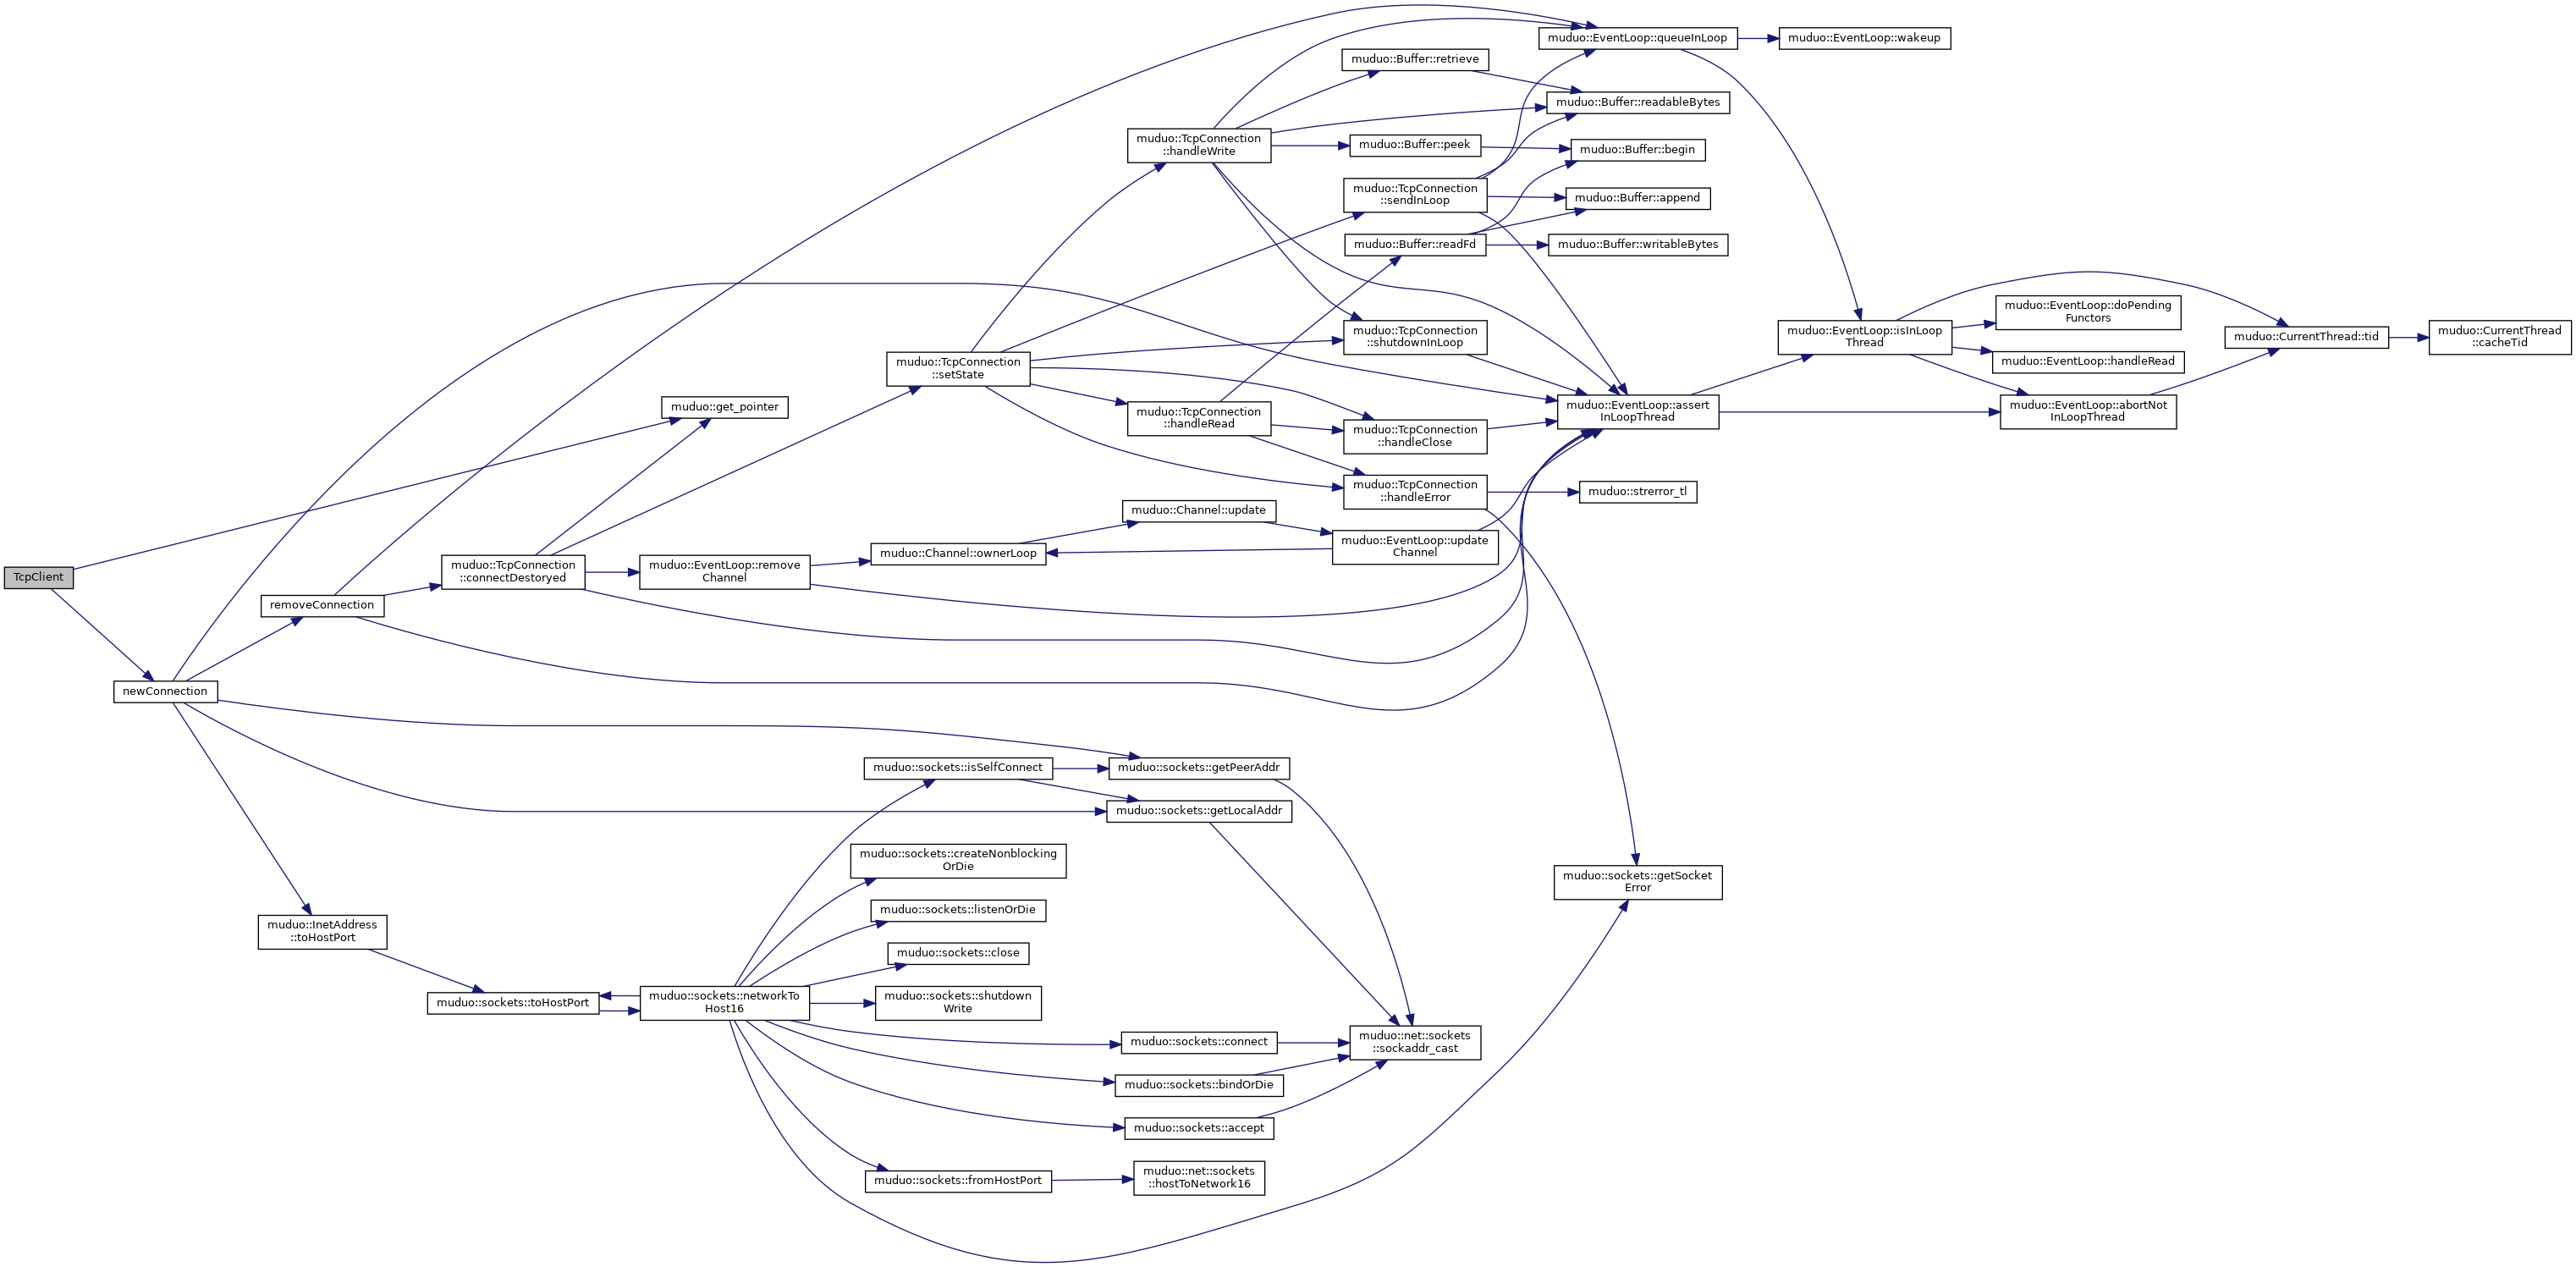 TcpClient
muduo::get_pointer
newConnection
removeConnection
muduo::TcpConnection
::connectDestoryed
muduo::EventLoop::remove
Channel
muduo::Channel::ownerLoop
muduo::Channel::update
muduo::EventLoop::update
Channel
muduo::TcpConnection
::setState
muduo::TcpConnection
::handleWrite
muduo::TcpConnection
::handleRead
muduo::Buffer::retrieve
muduo::Buffer::peek
muduo::TcpConnection
::sendInLoop
muduo::Buffer::readFd
muduo::TcpConnection
::shutdownInLoop
muduo::TcpConnection
::handleClose
muduo::TcpConnection
::handleError
muduo::EventLoop::queueInLoop
muduo::EventLoop::wakeup
muduo::Buffer::readableBytes
muduo::Buffer::begin
muduo::Buffer::append
muduo::Buffer::writableBytes
muduo::EventLoop::assert
InLoopThread
muduo::strerror_tl
muduo::EventLoop::isInLoop
Thread
muduo::EventLoop::doPending
Functors
muduo::EventLoop::handleRead
muduo::EventLoop::abortNot
InLoopThread
muduo::CurrentThread::tid
muduo::CurrentThread
::cacheTid
muduo::InetAddress
::toHostPort
muduo::sockets::toHostPort
muduo::sockets::networkTo
Host16
muduo::sockets::isSelfConnect
muduo::sockets::getPeerAddr
muduo::sockets::getLocalAddr
muduo::sockets::createNonblocking
OrDie
muduo::sockets::listenOrDie
muduo::sockets::close
muduo::sockets::shutdown
Write
muduo::sockets::connect
muduo::sockets::bindOrDie
muduo::sockets::accept
muduo::sockets::fromHostPort
muduo::net::sockets
::hostToNetwork16
muduo::net::sockets
::sockaddr_cast
muduo::sockets::getSocket
Error